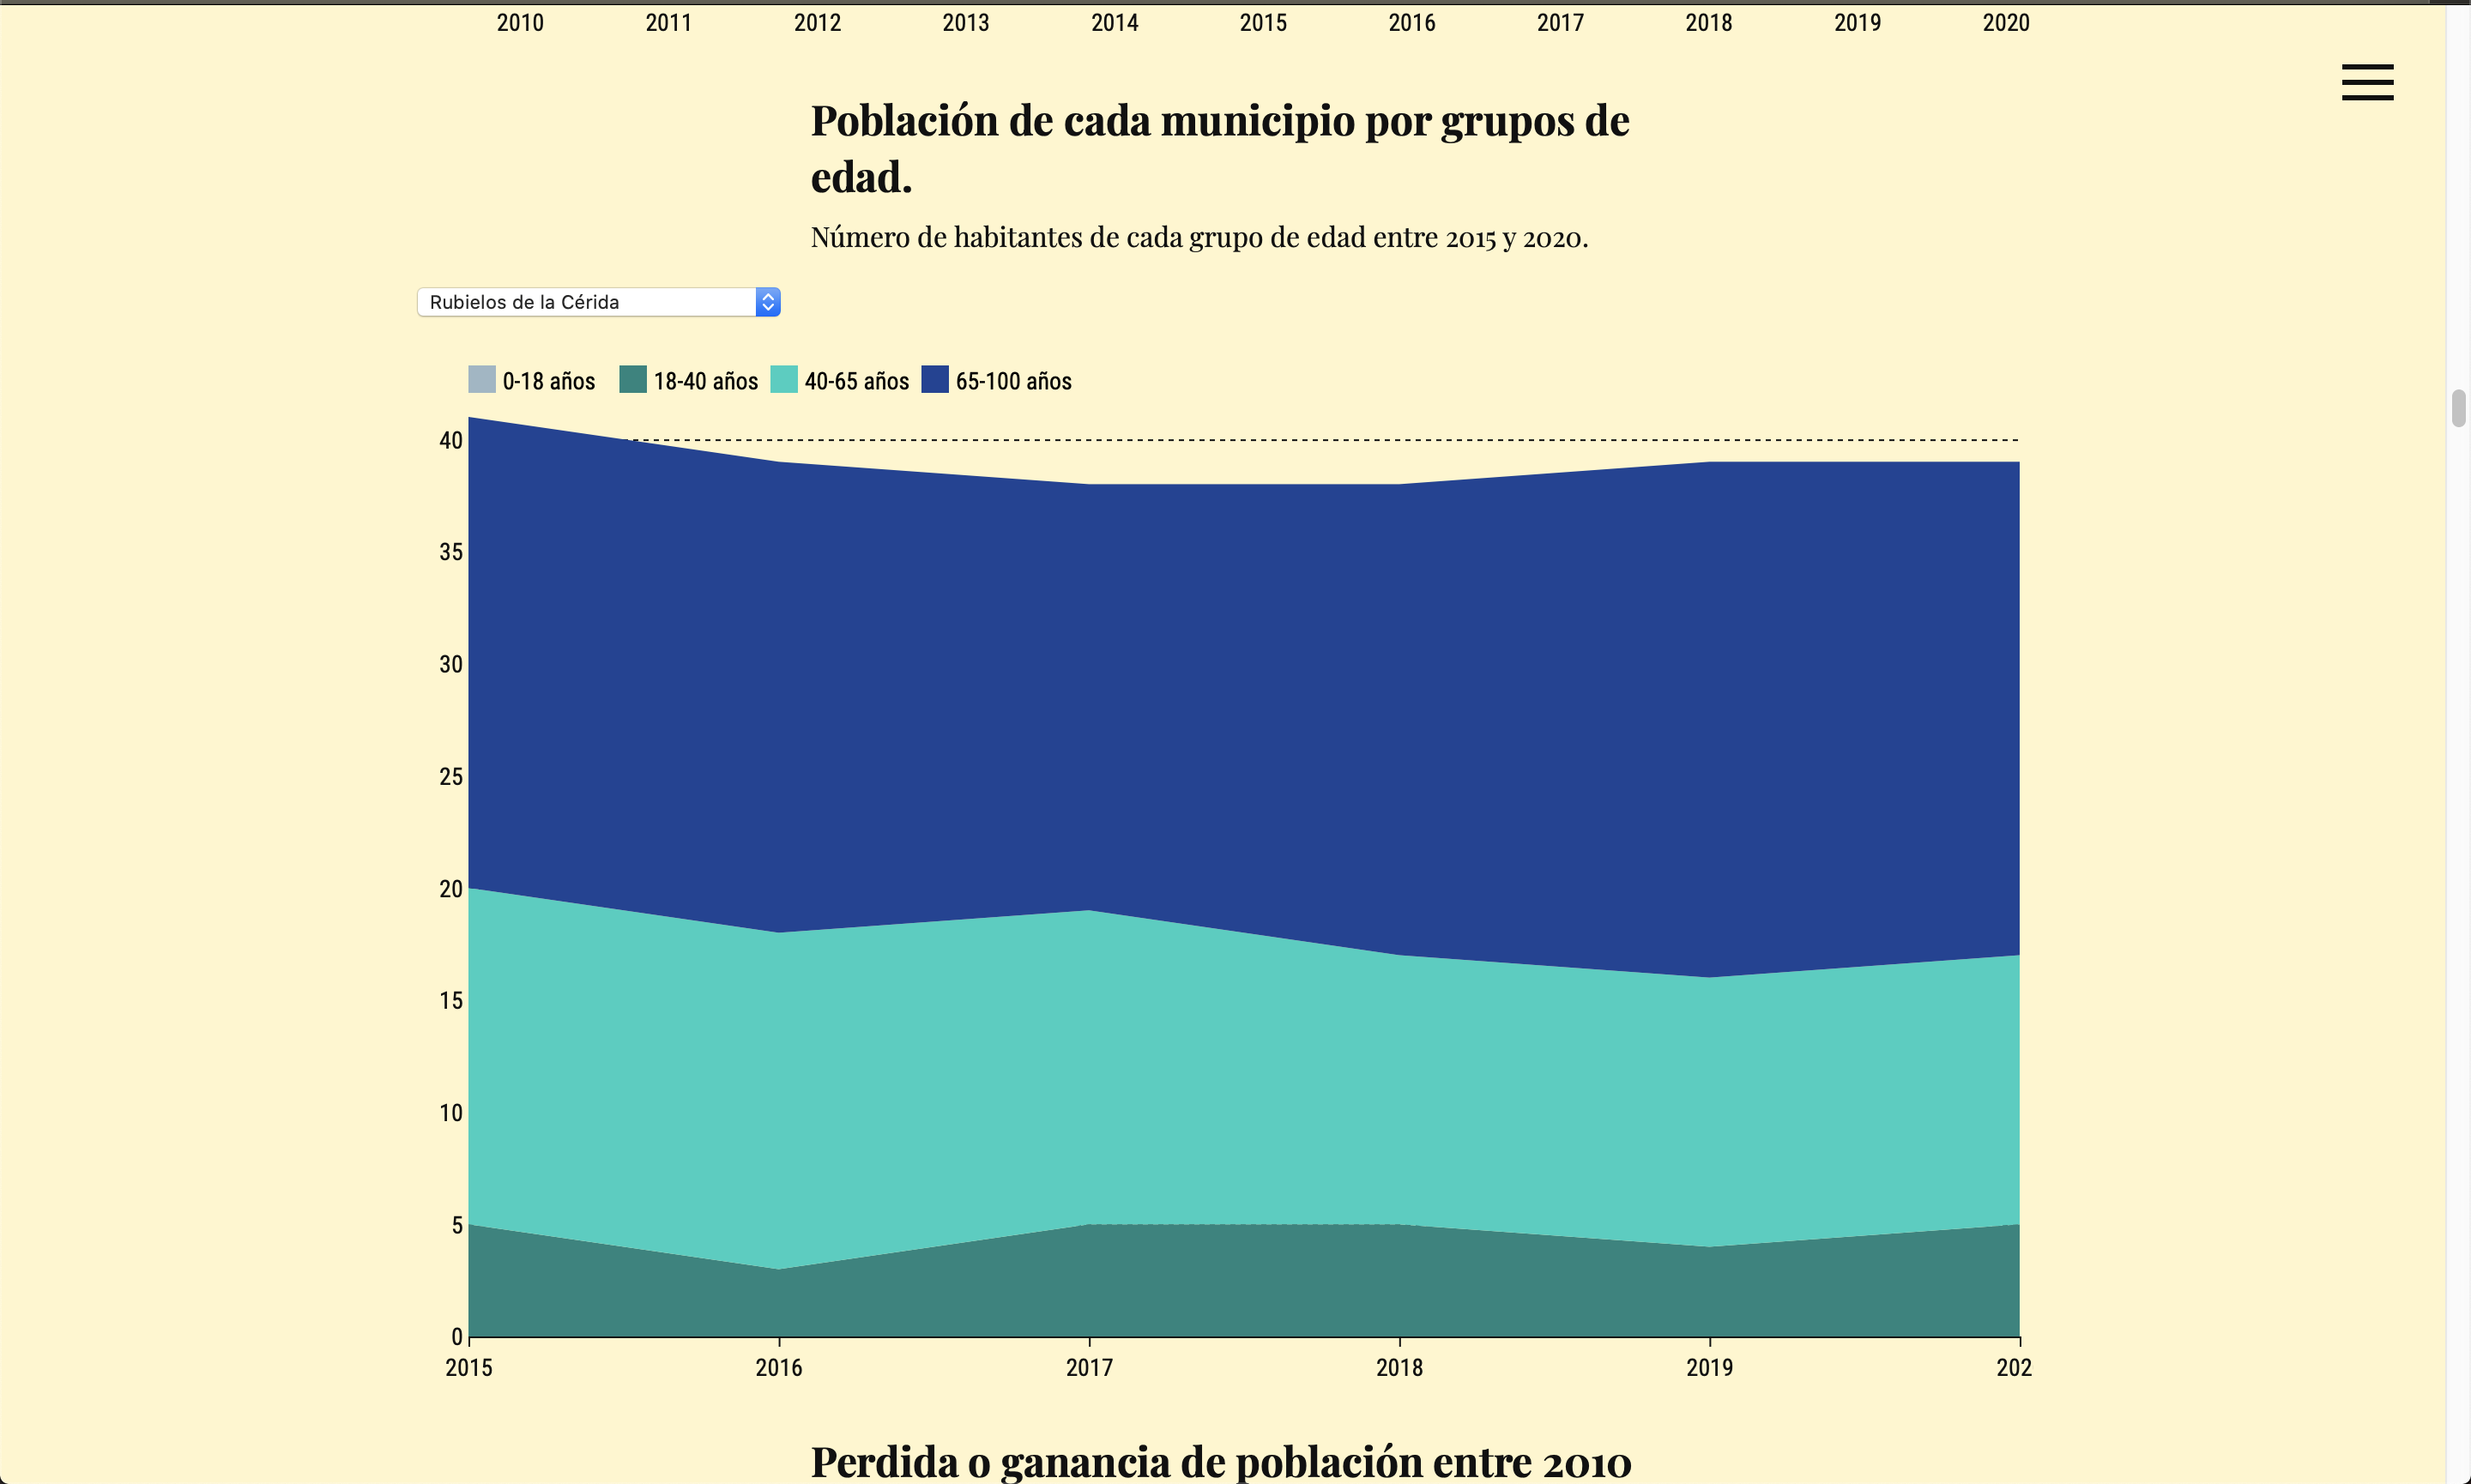 2010 2011 2012 2013 2014 2015 2016 2017 2018 2019 2020
Población de cada municipio por grupos de
edad.
Número de habitantes de cada grupo de edad entre 2015 y 2020.
Rubielos de la Cérida
0-18 años 18-40 años 40-65 años 65-100 años
40
35
30
25
20
15
10
5
0
2015 2016 2017 2018 2019 202
Perdida o ganancia de población entre 2010